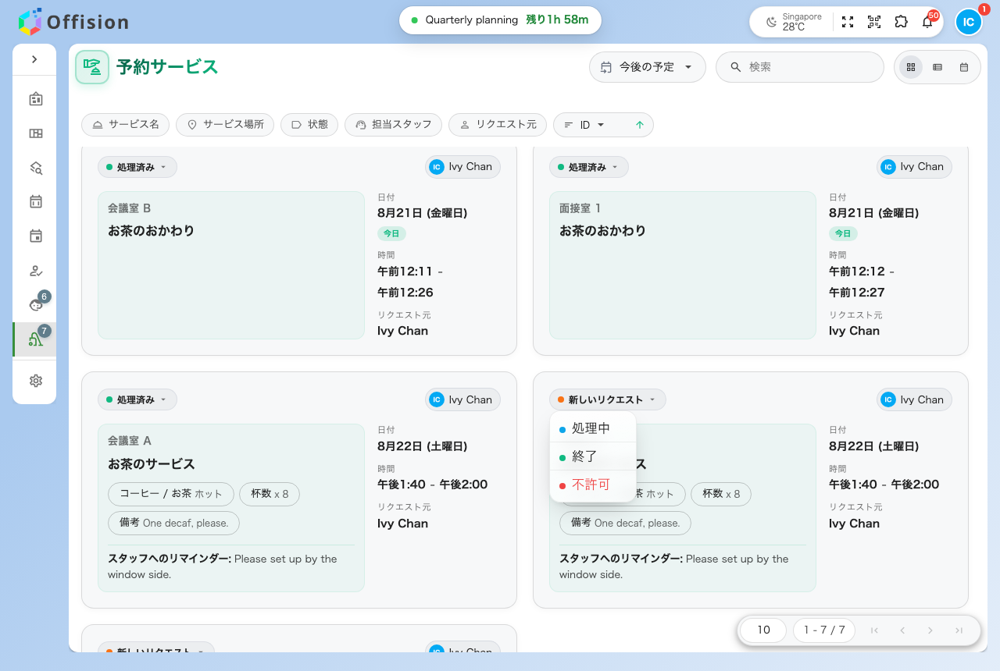 Offision
Quarterly planning 残り1h 58m
Singapore
28℃
50
IC
1
予約サービス
今後の予定
検索
サービス名
サービス場所
状態
担当スタッフ
リクエスト元
ID
処理済み
IC Ivy Chan
会議室 B
お茶のおかわり
日付
8月21日 (金曜日)
今日
時間
午前12:11 -
午前12:26
リクエスト元
Ivy Chan
処理済み
IC Ivy Chan
面接室 1
お茶のおかわり
日付
8月21日 (金曜日)
今日
時間
午前12:12 -
午前12:27
リクエスト元
Ivy Chan
6
7
処理済み
IC Ivy Chan
会議室 A
お茶のサービス
コーヒー / お茶 ホット
杯数 x 8
備考 One decaf, please.
スタッフへのリマインダー: Please set up by the
window side.
日付
8月22日 (土曜日)
時間
午後1:40 - 午後2:00
リクエスト元
Ivy Chan
新しいリクエスト
IC Ivy Chan
処理中
終了
不許可
ス
茶 ホット
杯数 x 8
備考 One decaf, please.
スタッフへのリマインダー: Please set up by the
window side.
日付
8月22日 (土曜日)
時間
午後1:40 - 午後2:00
リクエスト元
Ivy Chan
新しいリクエスト
IC Ivy Chan
10
1 - 7 / 7